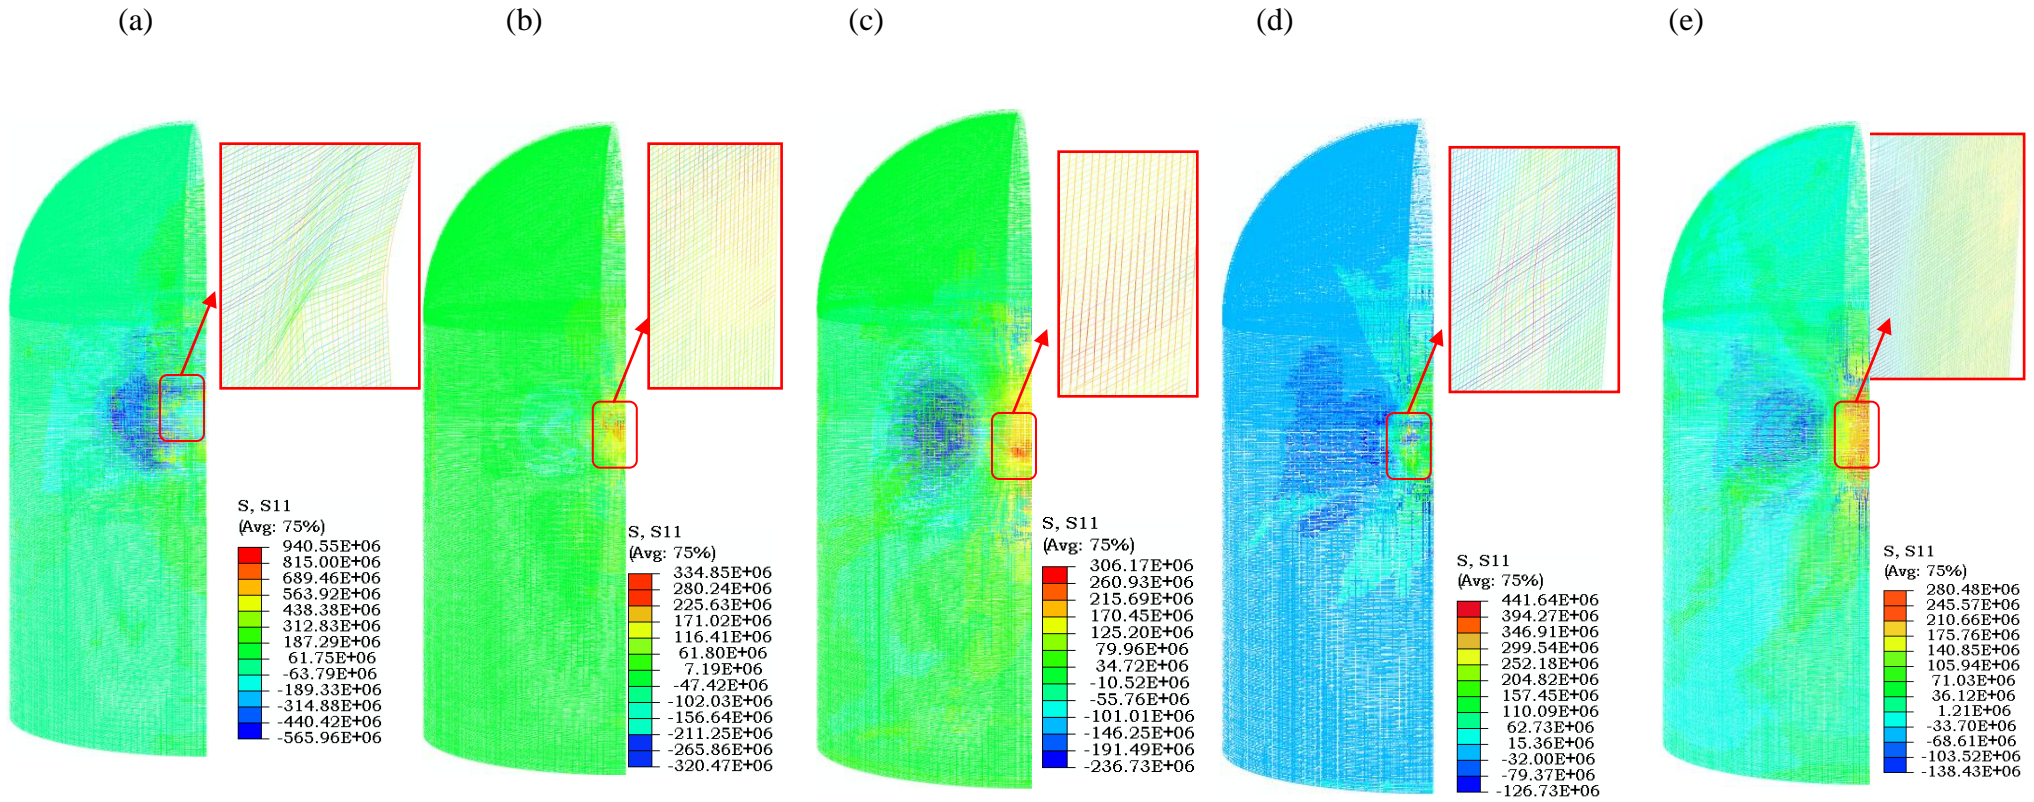 (a)
(b)
(c)
(d)
(e)
S, S11
(Avg: 75%)
940.55E+06
815.00E+06
689.46E+06
563.92E+06
438.38E+06
312.83E+06
187.29E+06
61.75E+06
-63.79E+06
-189.33E+06
-314.88E+06
-440.42E+06
-565.96E+06
S, S11
(Avg: 75%)
334.85E+06
280.24E+06
225.63E+06
171.02E+06
116.41E+06
61.80E+06
7.19E+06
-47.42E+06
-102.03E+06
-156.64E+06
-211.25E+06
-265.86E+06
-320.47E+06
S, S11
(Avg: 75%)
306.17E+06
260.93E+06
215.69E+06
170.45E+06
125.20E+06
79.96E+06
34.72E+06
-10.52E+06
-55.76E+06
-101.01E+06
-146.25E+06
-191.49E+06
-236.73E+06
S, S11
(Avg: 75%)
441.64E+06
394.27E+06
346.91E+06
299.54E+06
252.18E+06
204.82E+06
157.45E+06
110.09E+06
62.73E+06
15.36E+06
-32.00E+06
-79.37E+06
-126.73E+06
S, S11
(Avg: 75%)
280.48E+06
245.57E+06
210.66E+06
175.76E+06
140.85E+06
105.94E+06
71.03E+06
36.12E+06
1.21E+06
-33.70E+06
-68.61E+06
-103.52E+06
-138.43E+06